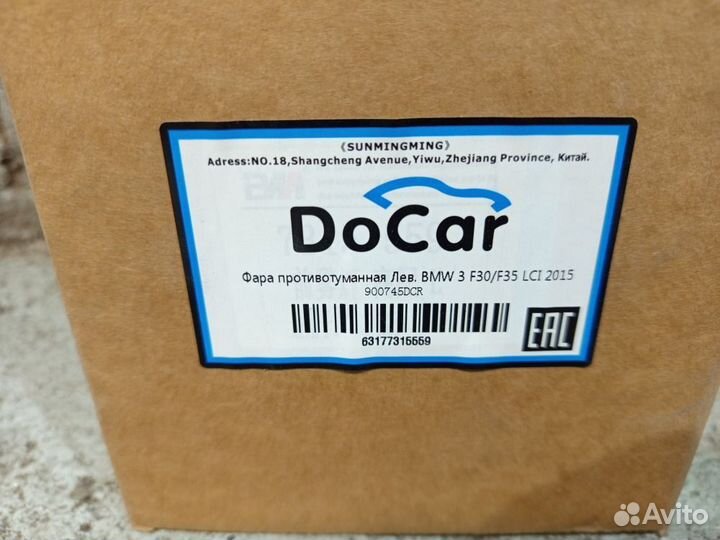 《SUNMINGMING》
Adress:NO.18,Shangcheng Avenue,Yiwu,Zhejiang Province, Китай.
DoCar
Фара противотуманная Лев. BMW 3 F30/F35 LCI 2015
900745DCR
63177315559
EAC
Avito